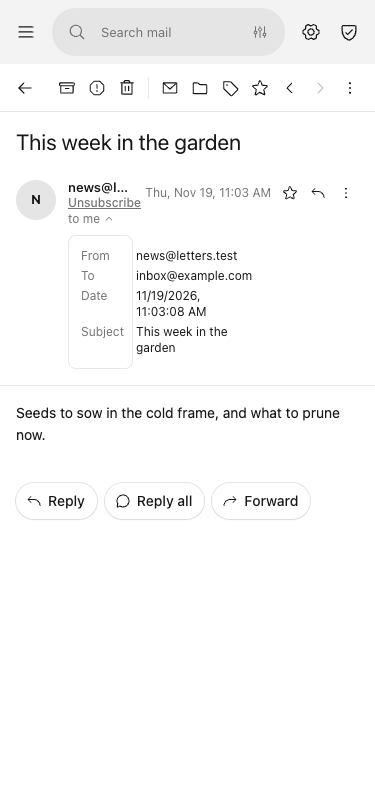 Search mail
This week in the garden
N
news@l... Thu, Nov 19, 11:03 AM
Unsubscribe
to me
From news@letters.test
To inbox@example.com
Date 11/19/2026,
11:03:08 AM
Subject This week in the
garden
Seeds to sow in the cold frame, and what to prune
now.
Reply Reply all Forward